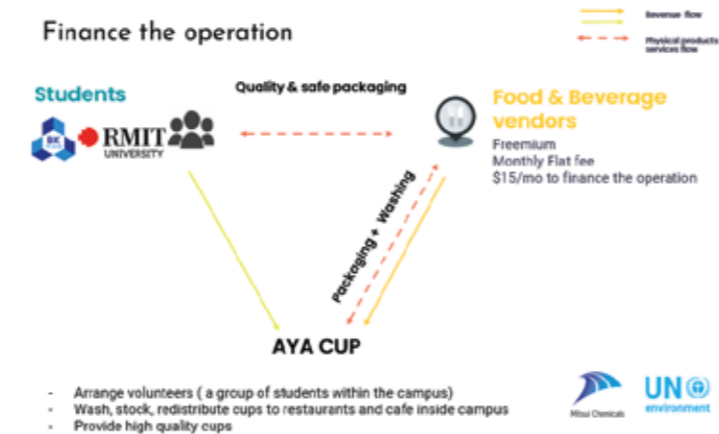 Finance the operation
Revenue flow
Physical products
services flow
Students
Quality & safe packaging
BK
RMIT
UNIVERSITY
Food & Beverage
vendors
Freemium
Monthly Flat fee
$15/mo to finance the operation
Packaging + Washing
AYA CUP
- Arrange volunteers ( a group of students within the campus)
- Wash, stock, redistribute cups to restaurants and cafe inside campus
- Provide high quality cups
Mitsui Chemicals
UN
environment